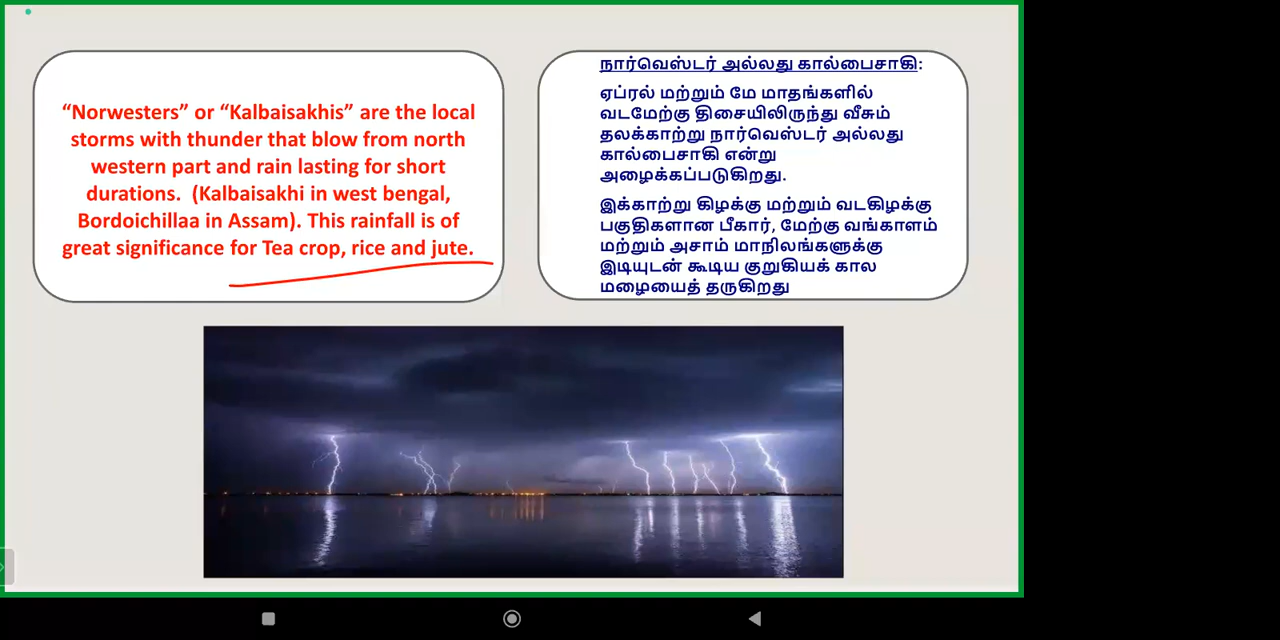 “Norwesters” or “Kalbaisakhis” are the local
storms with thunder that blow from north
western part and rain lasting for short
durations. (Kalbaisakhi in west bengal,
Bordoichillaa in Assam). This rainfall is of
great significance for Tea crop, rice and jute.
நார்வெஸ்டர் அல்லது கால்பைசாகி:
ஏப்ரல் மற்றும் மே மாதங்களில்
வடமேற்கு திசையிலிருந்து வீசும்
தலக்காற்று நார்வெஸ்டர் அல்லது
கால்பைசாகி என்று
அழைக்கப்படுகிறது.
இக்காற்று கிழக்கு மற்றும் வடகிழக்கு
பகுதிகளான பீகார், மேற்கு வங்காளம்
மற்றும் அசாம் மாநிலங்களுக்கு
இடியுடன் கூடிய குறுகியக் கால
மழையைத் தருகிறது